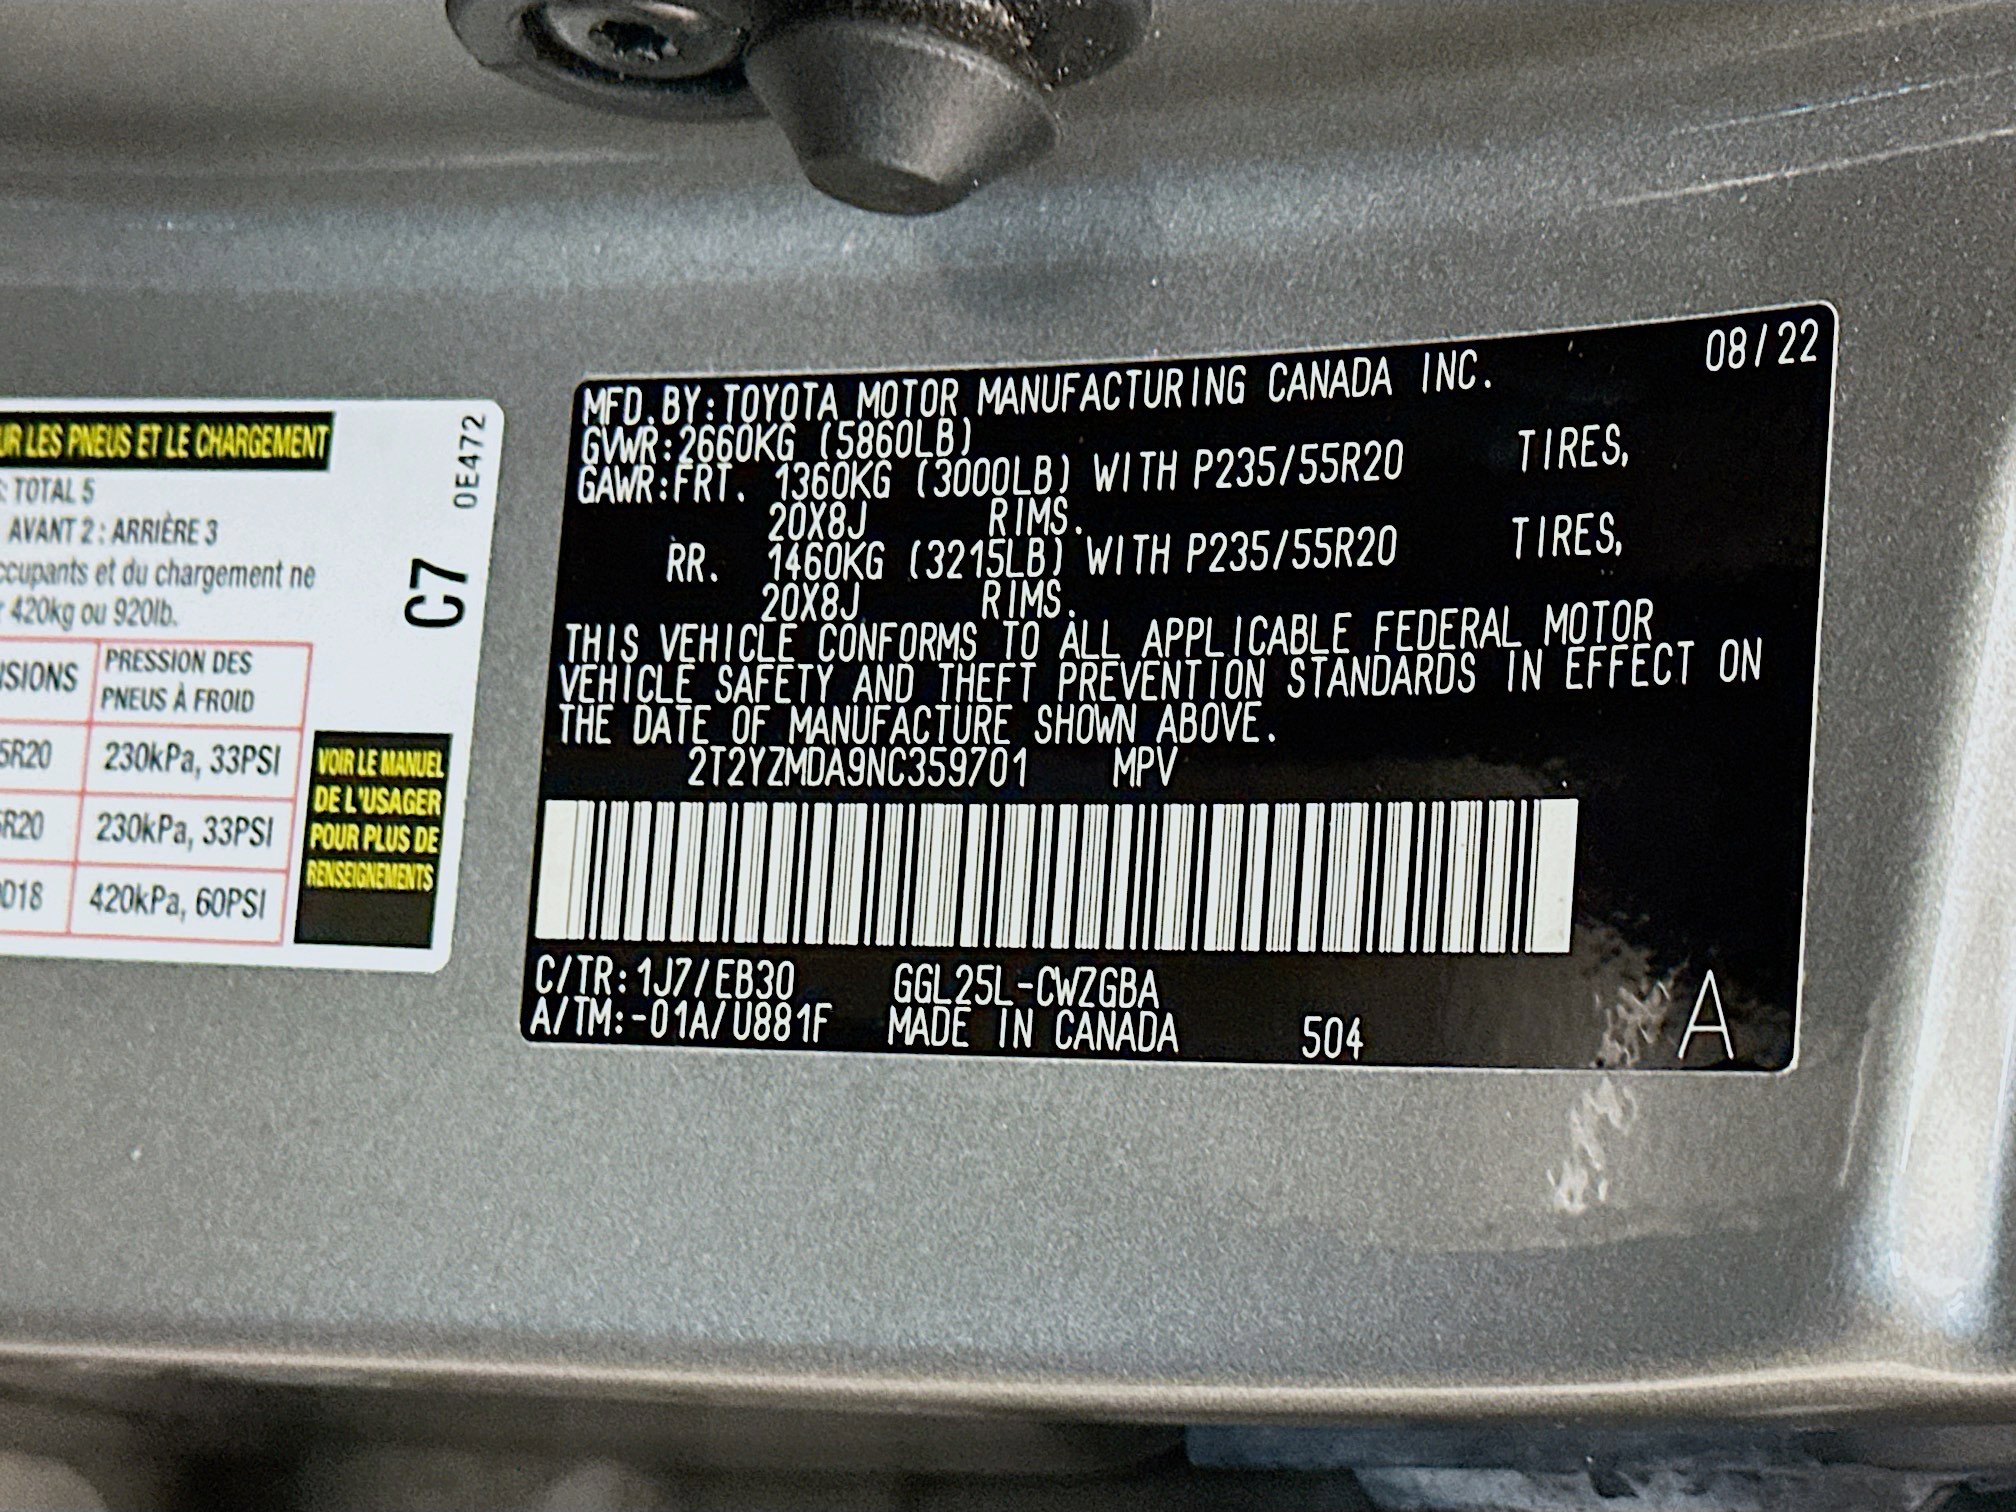 UR LES PNEUS ET LE CHARGEMENT
TOTAL 5
AVANT 2 : ARRIÈRE 3
ccupants et du chargement ne
420kg ou 920lb.
SIONS PRESSION DES
PNEUS À FROID
5R20 230kPa, 33PSI
R20 230kPa, 33PSI
D18 420kPa, 60PSI
0E472
C7
VOIR LE MANUEL
DE L'USAGER
POUR PLUS DE
RENSEIGNEMENTS
MFD.BY:TOYOTA MOTOR MANUFACTURING CANADA INC. 08/22
GVWR:2660KG (5860LB)
GAWR:FRT. 1360KG (3000LB) WITH P235/55R20 TIRES,
20X8J RIMS.
RR. 1460KG (3215LB) WITH P235/55R20 TIRES,
20X8J RIMS.
THIS VEHICLE CONFORMS TO ALL APPLICABLE FEDERAL MOTOR
VEHICLE SAFETY AND THEFT PREVENTION STANDARDS IN EFFECT ON
THE DATE OF MANUFACTURE SHOWN ABOVE.
2T2YZMDA9NC359701 MPV
C/TR:1J7/EB30 GGL25L-CWZGBA
A/TM:-01A/U881F MADE IN CANADA 504 A